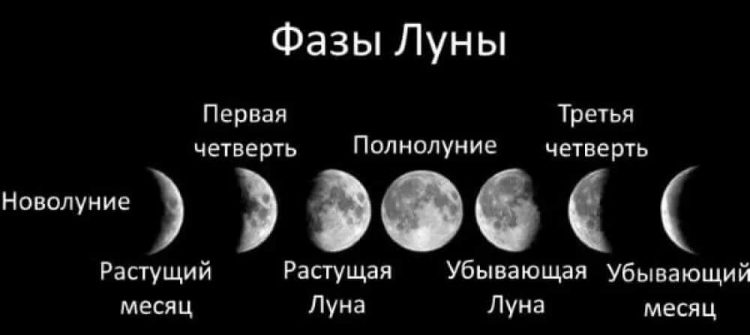 Фазы Луны
Первая
четверть
Полнолуние
Третья
четверть
Новолуние
Растущий
месяц
Растущая
Луна
Убывающая
Луна
Убывающий
месяц